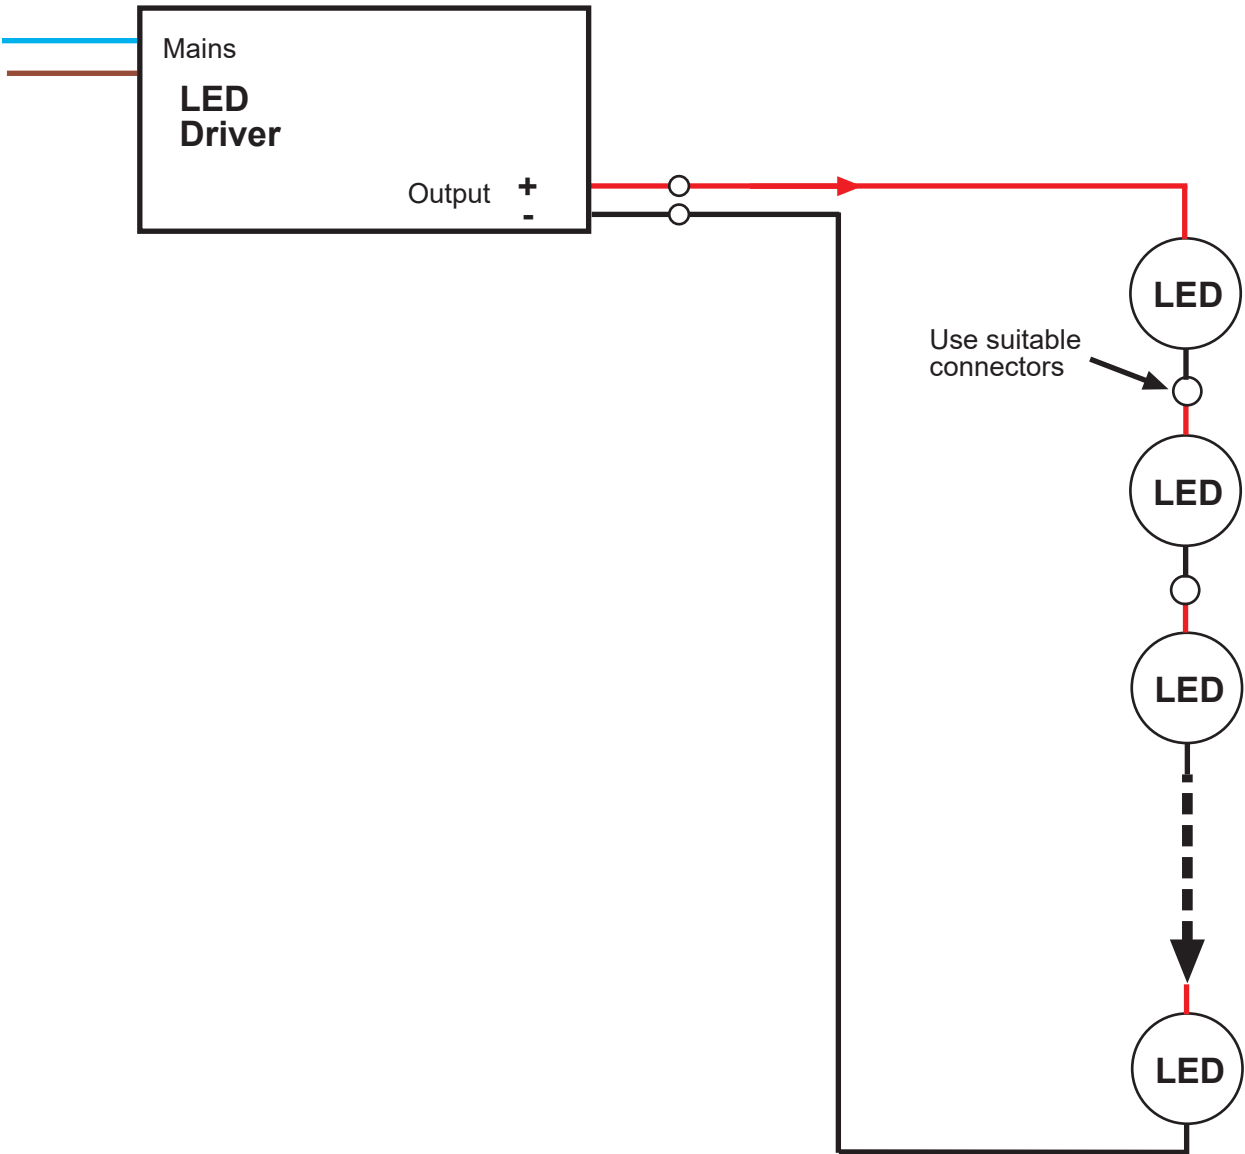 Mains
LED
Driver
Output +
-
LED
Use suitable
connectors
LED
LED
LED